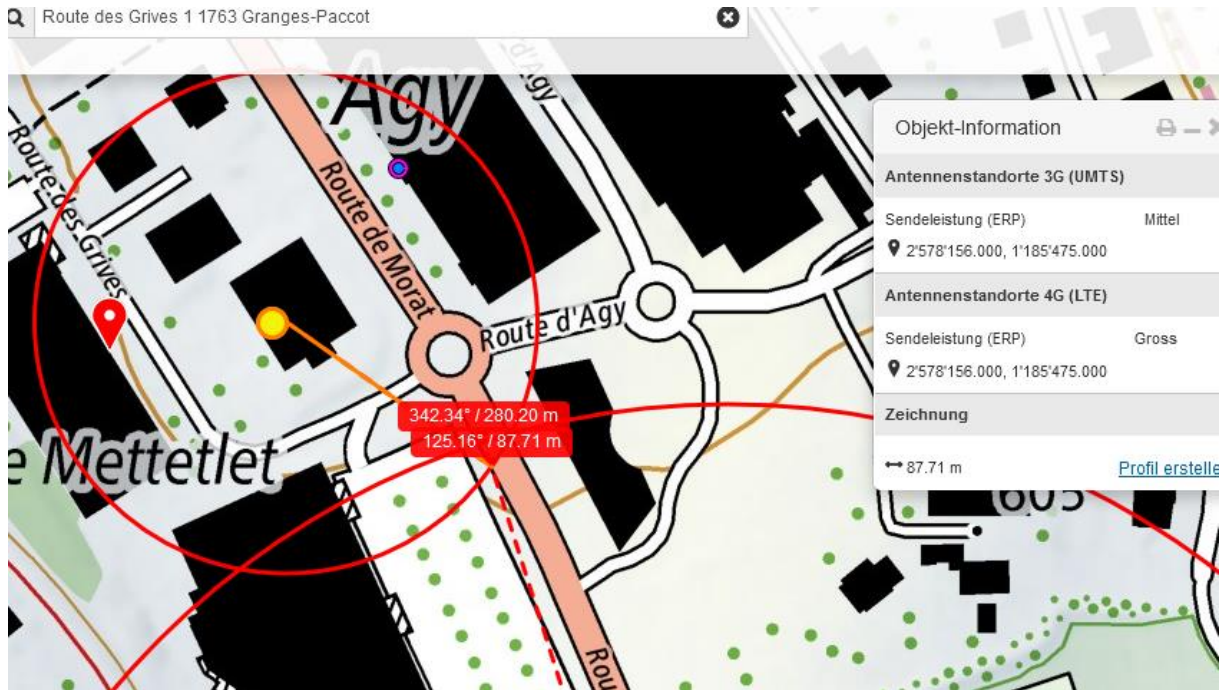 Route des Grives 1 1763 Granges-Paccot
Agy
d'Agy
Route des Grives
Route de Morat
Route d'Agy
Objekt-Information
Antennenstandorte 3G (UMTS)
Sendeleistung (ERP) Mittel
2'578'156.000, 1'185'475.000
Antennenstandorte 4G (LTE)
Sendeleistung (ERP) Gross
2'578'156.000, 1'185'475.000
Zeichnung
87.71 m Profil erstelle
342.34° / 280.20 m
125.16° / 87.71 m
e Mettetlet
605
Rou